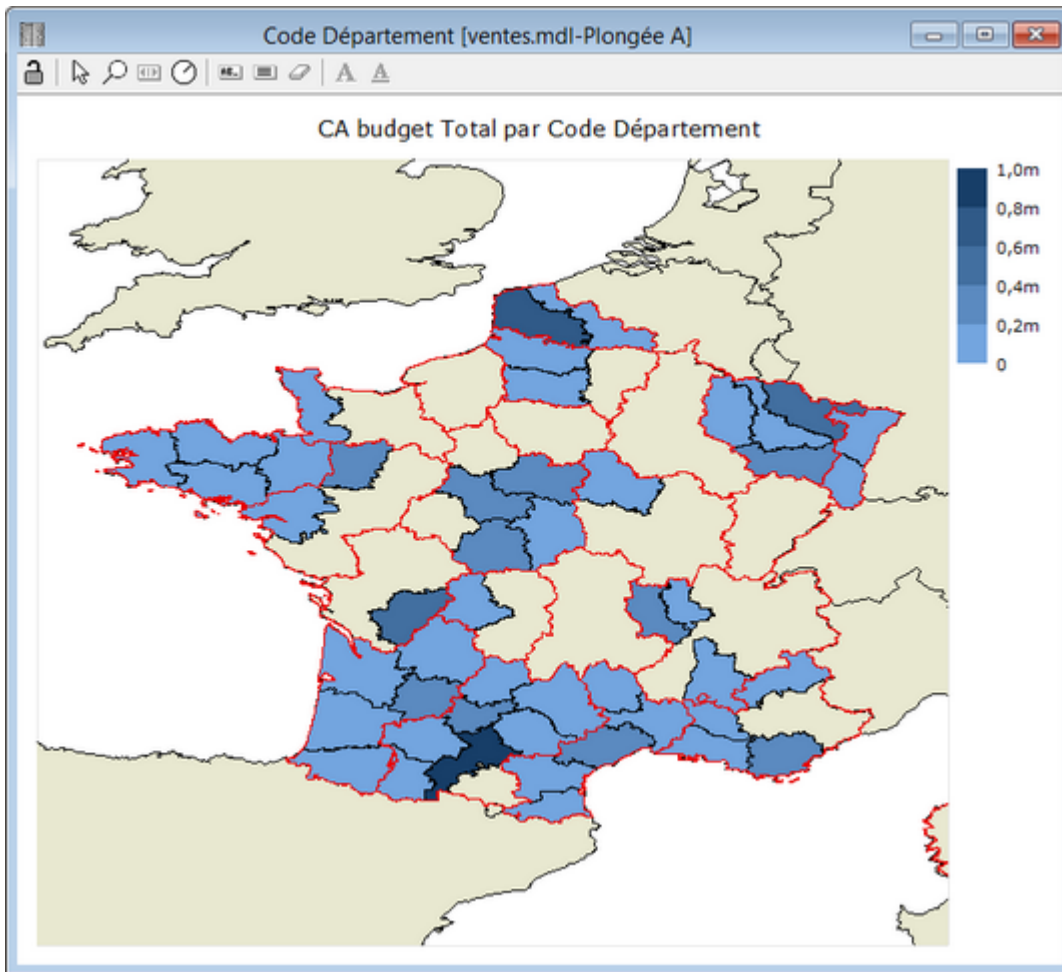 Code Département [ventes.mdl-Plongée A]
CA budget Total par Code Département
1,0m
0,8m
0,6m
0,4m
0,2m
0